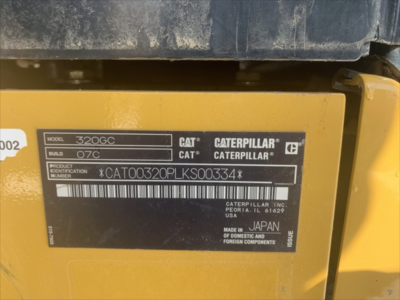 002
MODEL 320GC CAT CATERPILLAR
BUILD 07C CAT CATERPILLAR
PRODUCT IDENTIFICATION NUMBER *CAT00320PLKS00334*
CATERPILLAR INC.
PEORIA, IL 61629
USA
MADE IN JAPAN
OF DOMESTIC AND
FOREIGN COMPONENTS